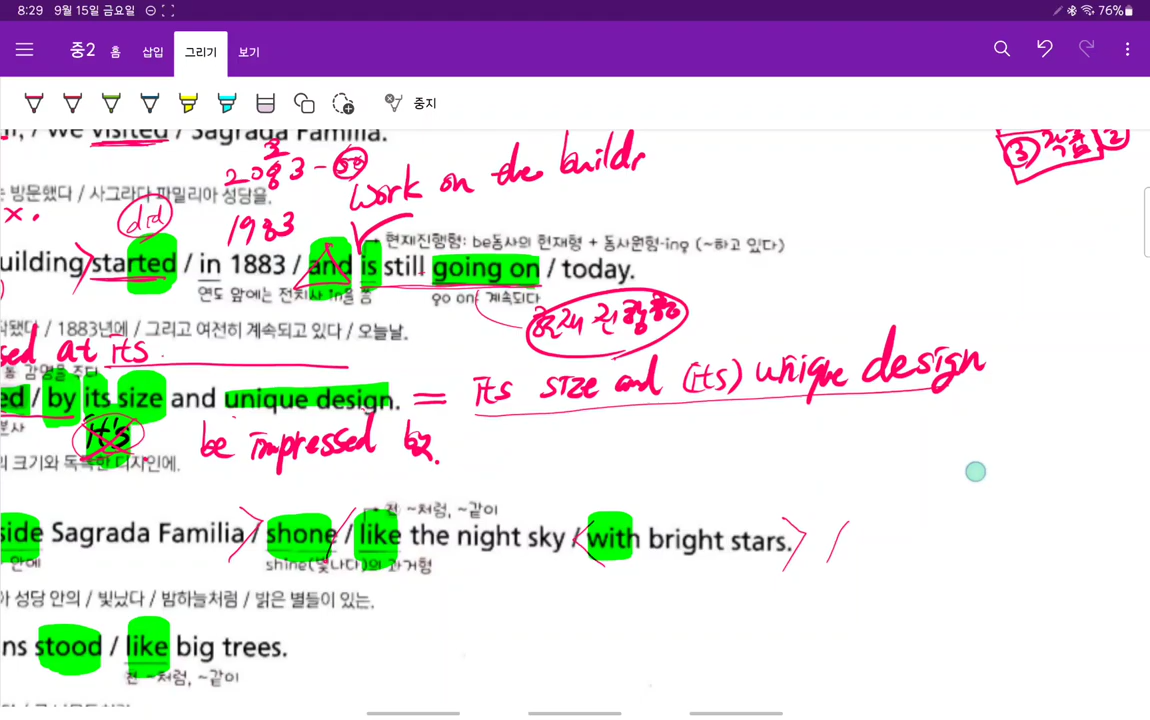 8:29 9월 15일 금요일 76%
중2 홈 삽입 그리기 보기
중지
/ we visited / Sagrada Familia.
③ 작품 ②
는 방문했다 / 사그라다 파밀리아 성당을.
1983
work on the
x. did
현재진행형: be동사의 현재형 + 동사원형-ing (~하고 있다)
uilding started / in 1883 / and is still going on / today.
연도 앞에는 전치사 in을 씀
go on: 계속되다
작됐다 / 1883년에 / 그리고 여전히 계속되고 있다 / 오늘날.
sed at its
감명을 주다
ed / by its size and unique design. = its size and (its) unique design
it's
be impressed by.
의 크기와 독특한 디자인에.
전 ~처럼, ~같이
side Sagrada Familia / shone / like the night sky / with bright stars.
안에
shine(빛나다)의 과거형
아 성당 안의 / 빛났다 / 밤하늘처럼 / 밝은 별들이 있는.
ns stood / like big trees.
전 ~처럼, ~같이